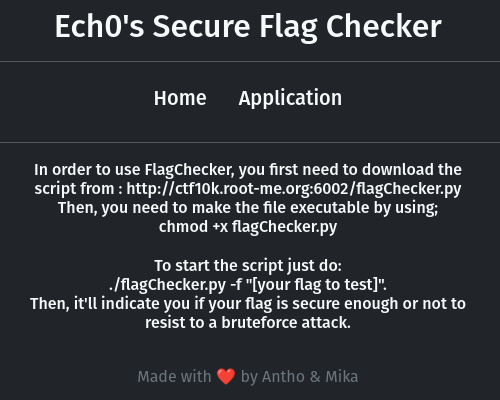 Ech0's Secure Flag Checker
Home Application
In order to use FlagChecker, you first need to download the
script from : http://ctf10k.root-me.org:6002/flagChecker.py
Then, you need to make the file executable by using;
chmod +x flagChecker.py
To start the script just do:
./flagChecker.py -f "[your flag to test]".
Then, it'll indicate you if your flag is secure enough or not to
resist to a bruteforce attack.
Made with ❤️ by Antho & Mika